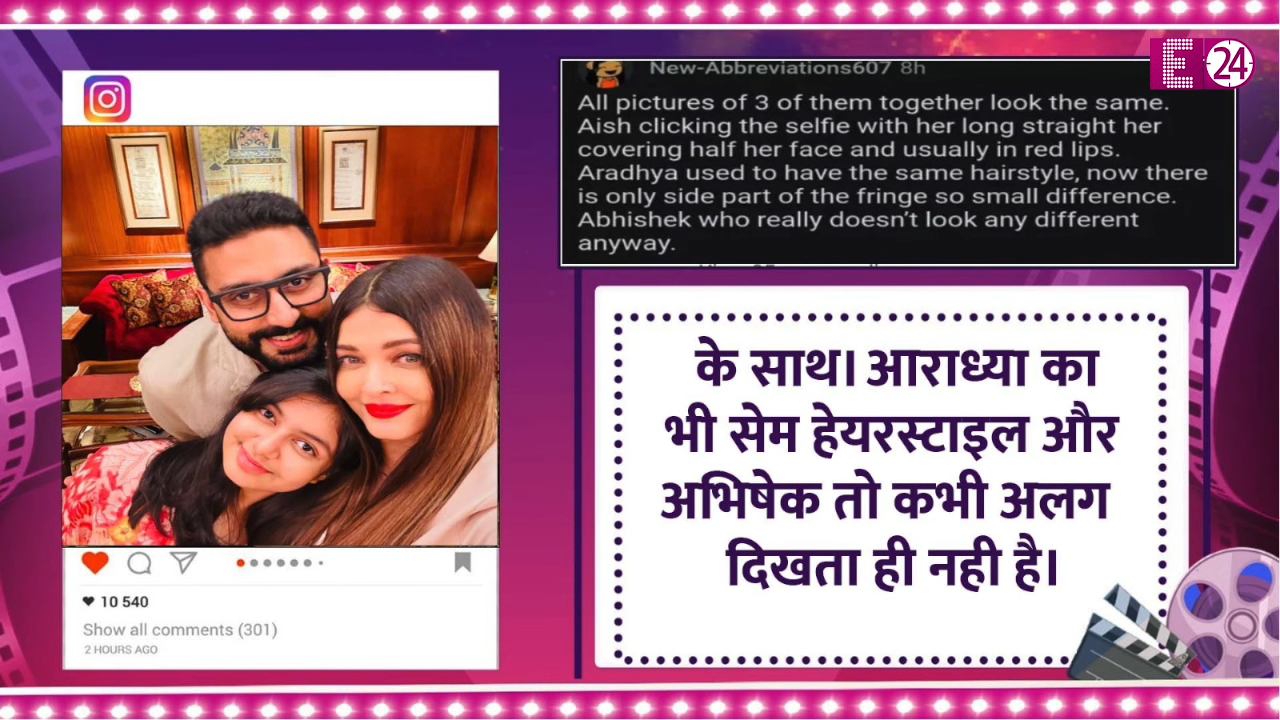 E 24
New-Abbreviations607 8h
All pictures of 3 of them together look the same.
Aish clicking the selfie with her long straight her
covering half her face and usually in red lips.
Aradhya used to have the same hairstyle, now there
is only side part of the fringe so small difference.
Abhishek who really doesn't look any different
anyway.
के साथ। आराध्या का
भी सेम हेयरस्टाइल और
अभिषेक तो कभी अलग
दिखता ही नही है।
10 540
Show all comments (301)
2 HOURS AGO